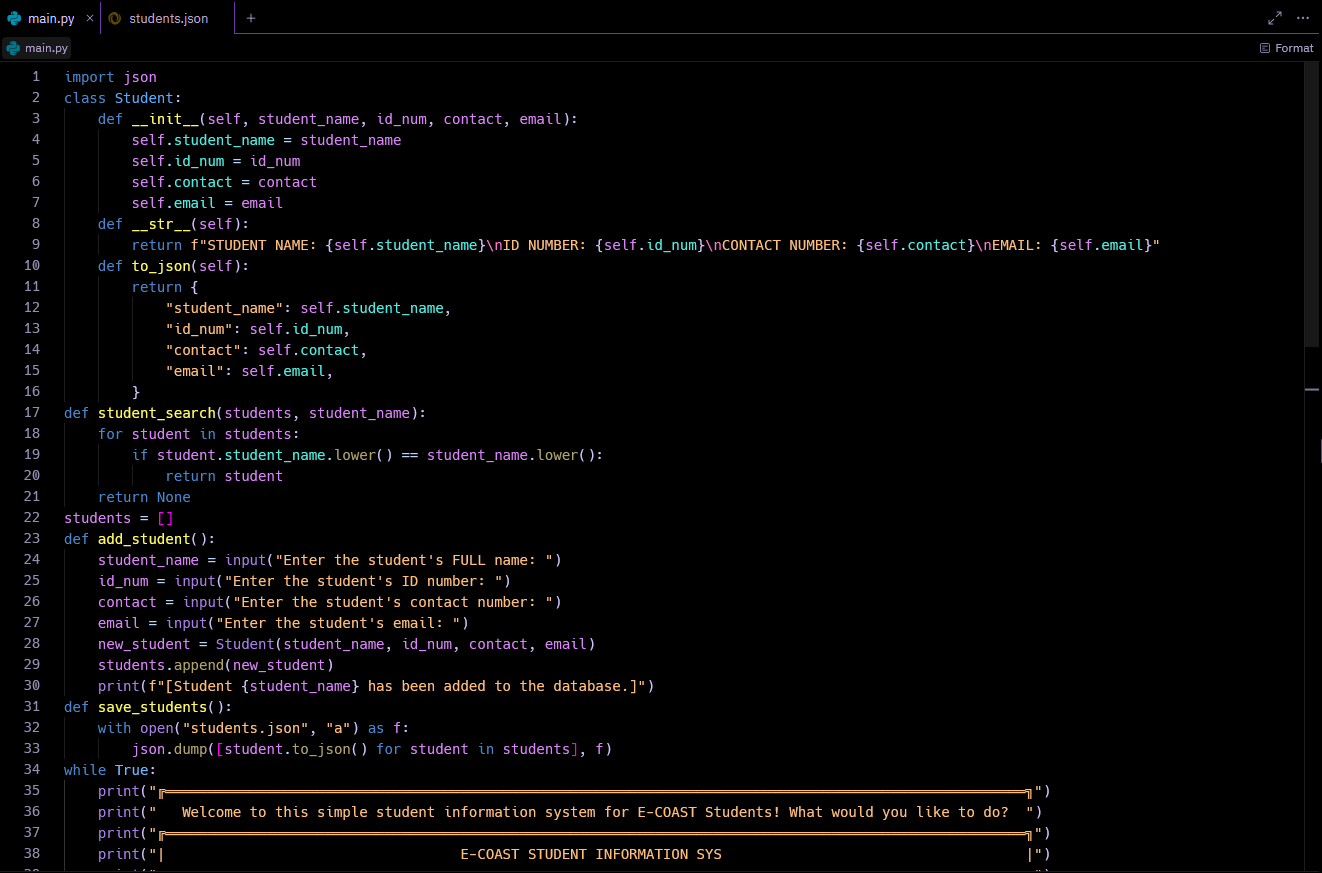 main.py × students.json +
main.py Format
1 import json
2 class Student:
3     def __init__(self, student_name, id_num, contact, email):
4         self.student_name = student_name
5         self.id_num = id_num
6         self.contact = contact
7         self.email = email
8     def __str__(self):
9         return f"STUDENT NAME: {self.student_name}\nID NUMBER: {self.id_num}\nCONTACT NUMBER: {self.contact}\nEMAIL: {self.email}"
10     def to_json(self):
11         return {
12             "student_name": self.student_name,
13             "id_num": self.id_num,
14             "contact": self.contact,
15             "email": self.email,
16         }
17 def student_search(students, student_name):
18     for student in students:
19         if student.student_name.lower() == student_name.lower():
20             return student
21     return None
22 students = []
23 def add_student():
24     student_name = input("Enter the student's FULL name: ")
25     id_num = input("Enter the student's ID number: ")
26     contact = input("Enter the student's contact number: ")
27     email = input("Enter the student's email: ")
28     new_student = Student(student_name, id_num, contact, email)
29     students.append(new_student)
30     print(f"[Student {student_name} has been added to the database.]")
31 def save_students():
32     with open("students.json", "a") as f:
33         json.dump([student.to_json() for student in students], f)
34 while True:
35     print("╔══════════════════════════════════════════════════════════════════════════════════════════════════════╗")
36     print("   Welcome to this simple student information system for E-COAST Students! What would you like to do?  ")
37     print("╔══════════════════════════════════════════════════════════════════════════════════════════════════════╗")
38     print("|                                   E-COAST STUDENT INFORMATION SYS                                    |")